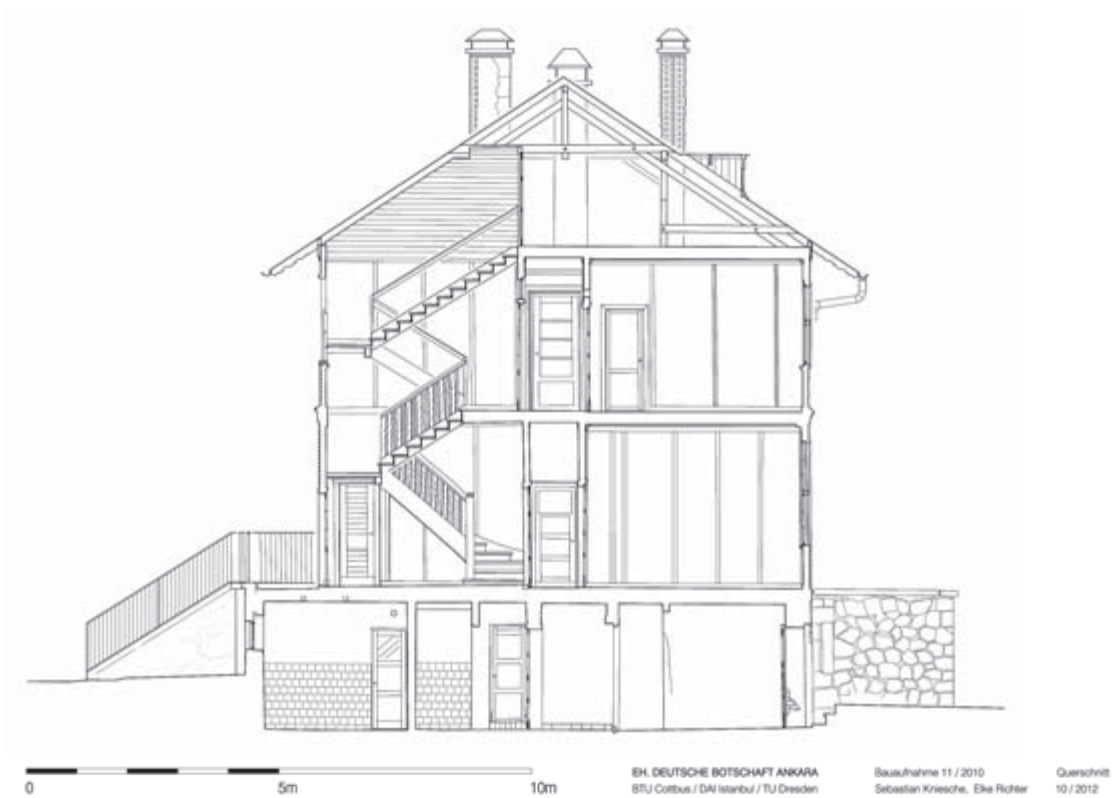 0 5m 10m
EH. DEUTSCHE BOTSCHAFT ANKARA
BTU Cottbus / DAI Istanbul / TU Dresden
Bauaufnahme 11 / 2010
Sebastian Kniesche, Elke Richter
Querschnitt
10 / 2012